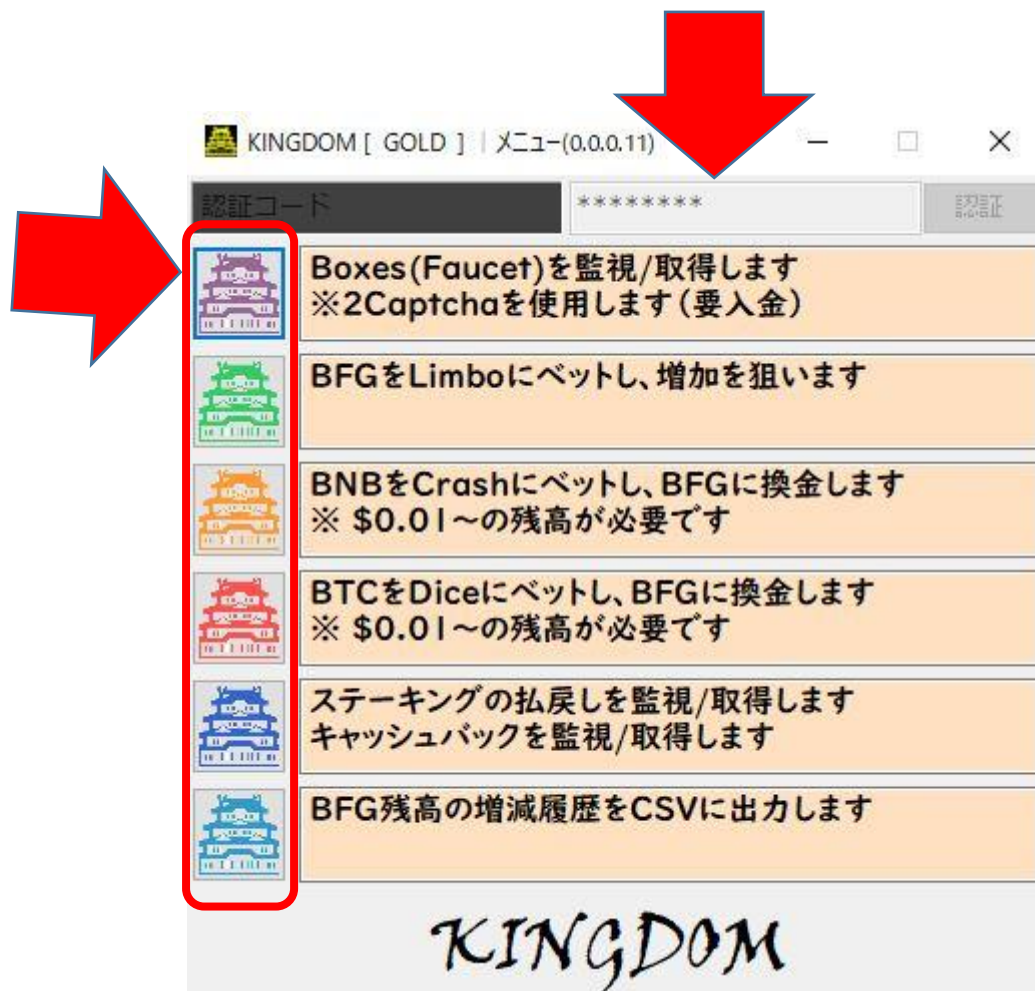 KINGDOM [ GOLD ] | メニュー(0.0.0.11)
認証コード ******** 認証
Boxes(Faucet)を監視/取得します
※2Captchaを使用します(要入金)
BFGをLimboにベットし、増加を狙います
BNBをCrashにベットし、BFGに換金します
※ $0.01~の残高が必要です
BTCをDiceにベットし、BFGに換金します
※ $0.01~の残高が必要です
ステーキングの払戻しを監視/取得します
キャッシュバックを監視/取得します
BFG残高の増減履歴をCSVに出力します
KINGDOM